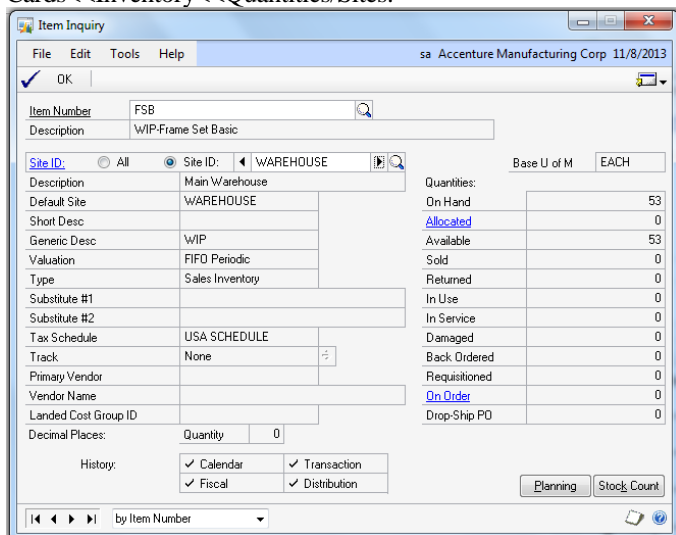 Cards<<Inventory<<Quantities/Sites.
Item Inquiry
File Edit Tools Help sa Accenture Manufacturing Corp 11/8/2013
OK
Item Number FSB
Description WIP-Frame Set Basic
Site ID: All Site ID: WAREHOUSE Base U of M EACH
Description Main Warehouse Quantities:
Default Site WAREHOUSE On Hand 53
Short Desc Allocated 0
Generic Desc WIP Available 53
Valuation FIFO Periodic Sold 0
Type Sales Inventory Returned 0
Substitute #1 In Use 0
Substitute #2 In Service 0
Tax Schedule USA SCHEDULE Damaged 0
Track None Back Ordered 0
Primary Vendor Requisitioned 0
Vendor Name On Order 0
Landed Cost Group ID Drop-Ship PO 0
Decimal Places: Quantity 0
History: Calendar Transaction
Fiscal Distribution
Planning Stock Count
by Item Number